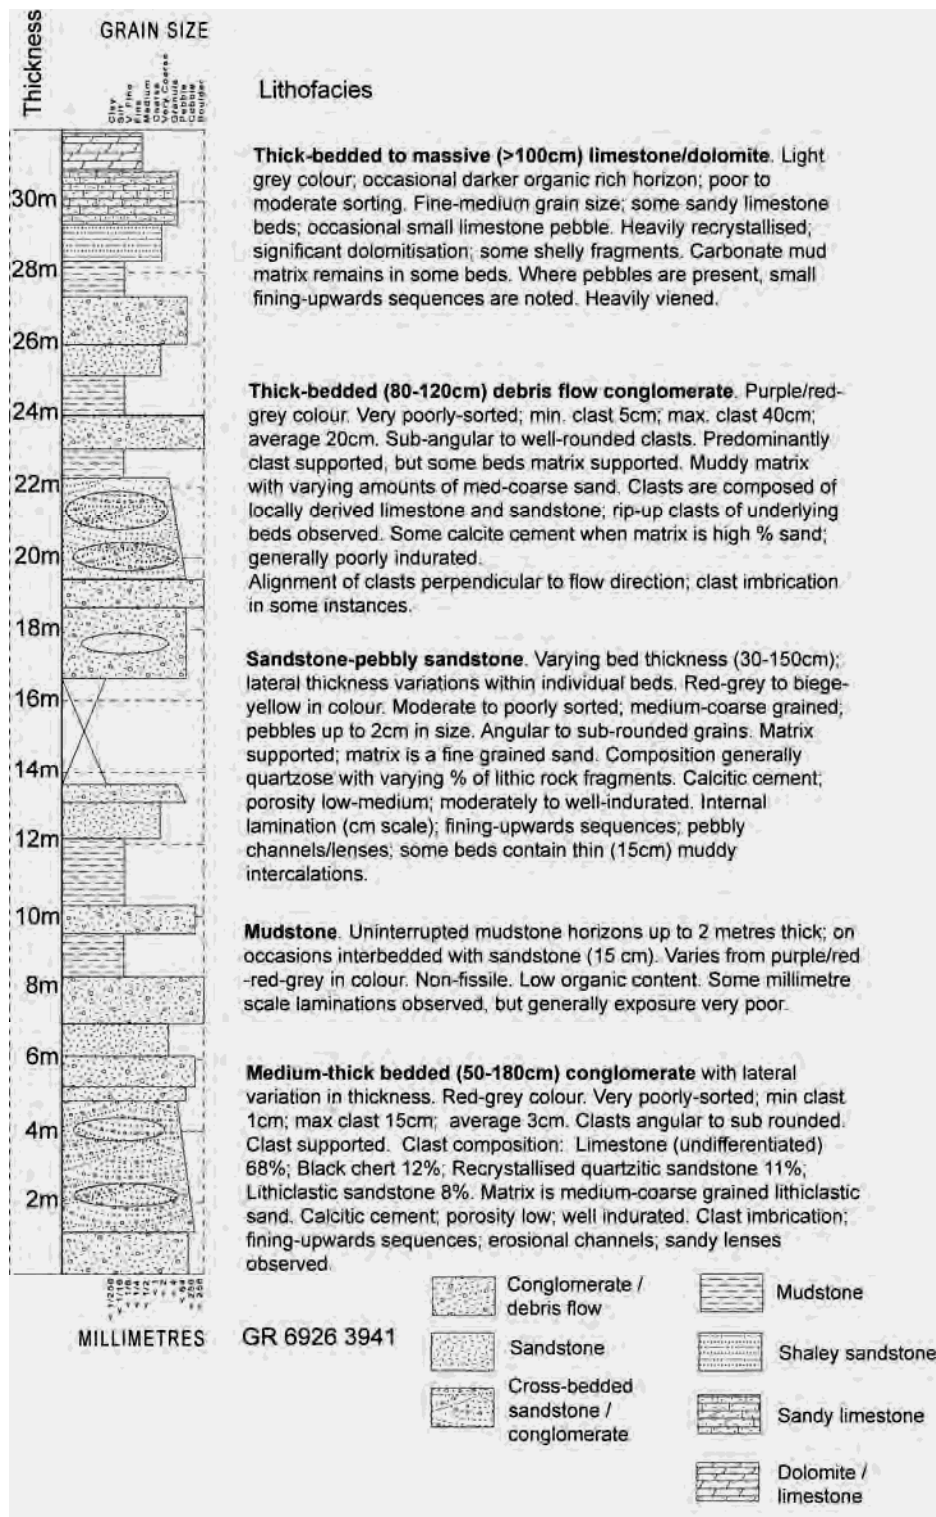 GRAIN SIZE
Thickness
Clay
Silt
V. Fine
Fine
Medium
Coarse
Very Coarse
Granule
Pebble
Cobble
Boulder
Lithofacies
Thick-bedded to massive (>100cm) limestone/dolomite. Light
grey colour; occasional darker organic rich horizon; poor to
moderate sorting. Fine-medium grain size; some sandy limestone
beds; occasional small limestone pebble. Heavily recrystallised;
significant dolomitisation; some shelly fragments. Carbonate mud
matrix remains in some beds. Where pebbles are present, small
fining-upwards sequences are noted. Heavily viened.
Thick-bedded (80-120cm) debris flow conglomerate. Purple/red-
grey colour. Very poorly-sorted; min. clast 5cm; max. clast 40cm;
average 20cm. Sub-angular to well-rounded clasts. Predominantly
clast supported, but some beds matrix supported. Muddy matrix
with varying amounts of med-coarse sand. Clasts are composed of
locally derived limestone and sandstone; rip-up clasts of underlying
beds observed. Some calcite cement when matrix is high % sand;
generally poorly indurated.
Alignment of clasts perpendicular to flow direction; clast imbrication
in some instances.
Sandstone-pebbly sandstone. Varying bed thickness (30-150cm);
lateral thickness variations within individual beds. Red-grey to biege-
yellow in colour. Moderate to poorly sorted; medium-coarse grained;
pebbles up to 2cm in size. Angular to sub-rounded grains. Matrix
supported; matrix is a fine grained sand. Composition generally
quartzose with varying % of lithic rock fragments. Calcitic cement;
porosity low-medium; moderately to well-indurated. Internal
lamination (cm scale); fining-upwards sequences; pebbly
channels/lenses; some beds contain thin (15cm) muddy
intercalations.
Mudstone. Uninterrupted mudstone horizons up to 2 metres thick; on
occasions interbedded with sandstone (15 cm). Varies from purple/red
-red-grey in colour. Non-fissile. Low organic content. Some millimetre
scale laminations observed, but generally exposure very poor.
Medium-thick bedded (50-180cm) conglomerate with lateral
variation in thickness. Red-grey colour. Very poorly-sorted; min clast
1cm; max clast 15cm; average 3cm. Clasts angular to sub rounded.
Clast supported. Clast composition: Limestone (undifferentiated)
68%; Black chert 12%; Recrystallised quartzitic sandstone 11%;
Lithiclastic sandstone 8%. Matrix is medium-coarse grained lithiclastic
sand. Calcitic cement; porosity low; well indurated. Clast imbrication;
fining-upwards sequences; erosional channels; sandy lenses
observed.
30m
28m
26m
24m
22m
20m
18m
16m
14m
12m
10m
8m
6m
4m
2m
< 1/256
< 1/16
< 1/8
< 1/4
< 1/2
< 1
< 2
< 4
< 64
< 256
> 256
MILLIMETRES
GR 6926 3941
Conglomerate /
debris flow
Sandstone
Cross-bedded
sandstone /
conglomerate
Mudstone
Shaley sandstone
Sandy limestone
Dolomite /
limestone